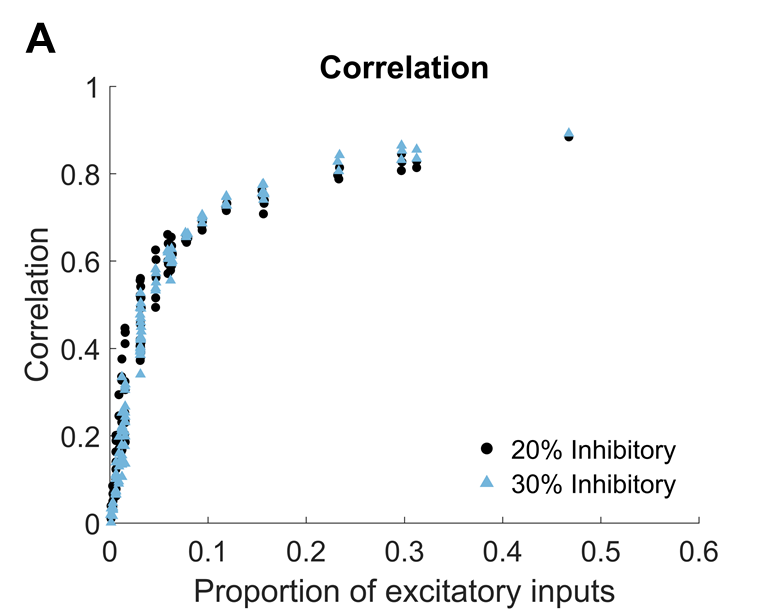 A
Correlation
1
0.8
0.6
0.4
0.2
0
Correlation
20% Inhibitory
30% Inhibitory
0 0.1 0.2 0.3 0.4 0.5 0.6
Proportion of excitatory inputs